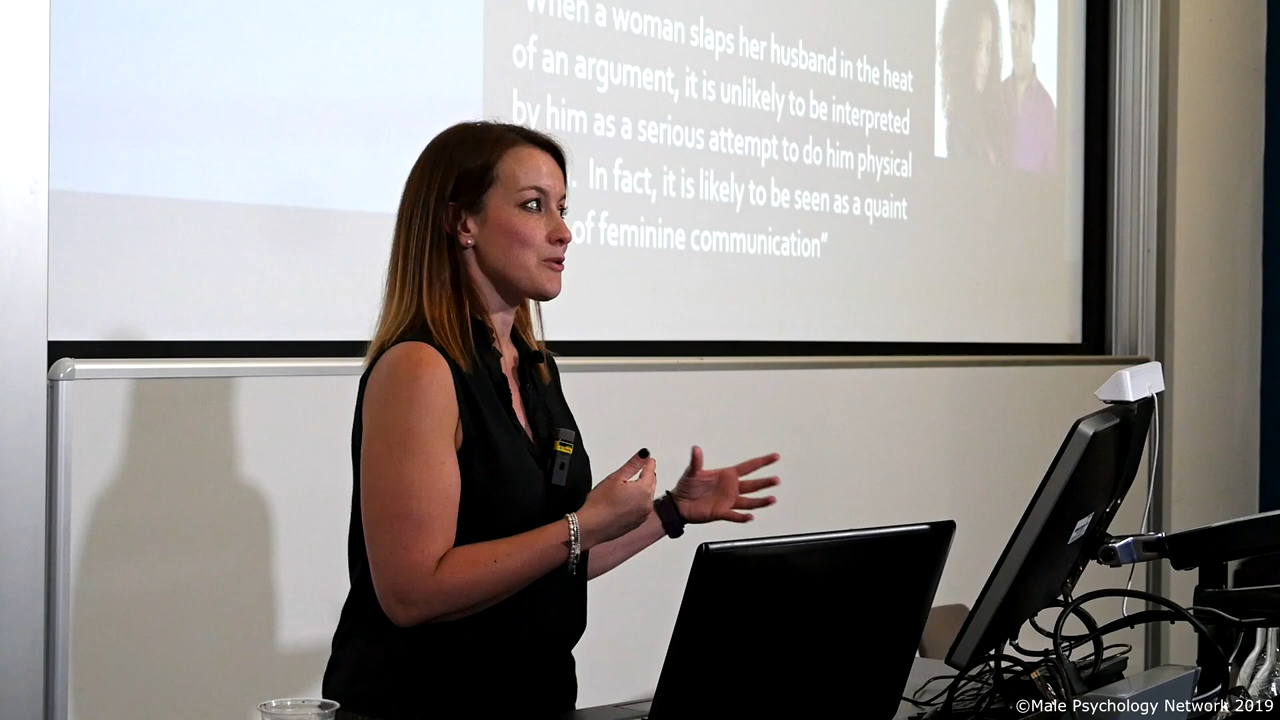 When a woman slaps her husband in the heat
of an argument, it is unlikely to be interpreted
by him as a serious attempt to do him physical
. In fact, it is likely to be seen as a quaint
of feminine communication"
©Male Psychology Network 2019